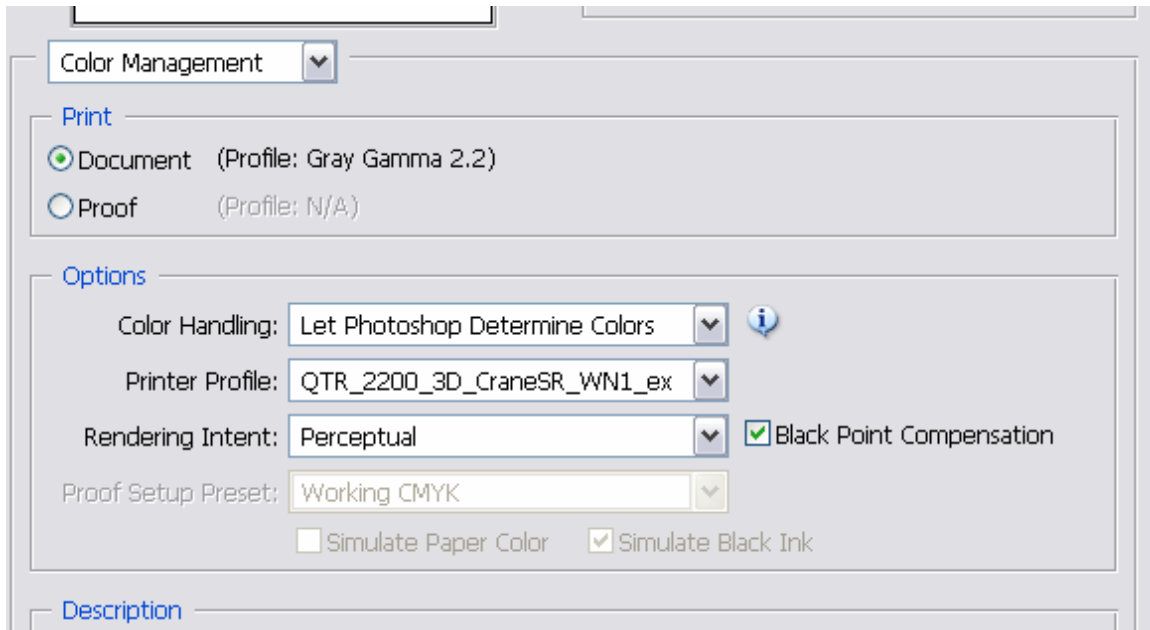 Color Management
Print
Document (Profile: Gray Gamma 2.2)
Proof (Profile: N/A)
Options
Color Handling: Let Photoshop Determine Colors
Printer Profile: QTR_2200_3D_CraneSR_WN1_ex
Rendering Intent: Perceptual Black Point Compensation
Proof Setup Preset: Working CMYK
Simulate Paper Color Simulate Black Ink
Description